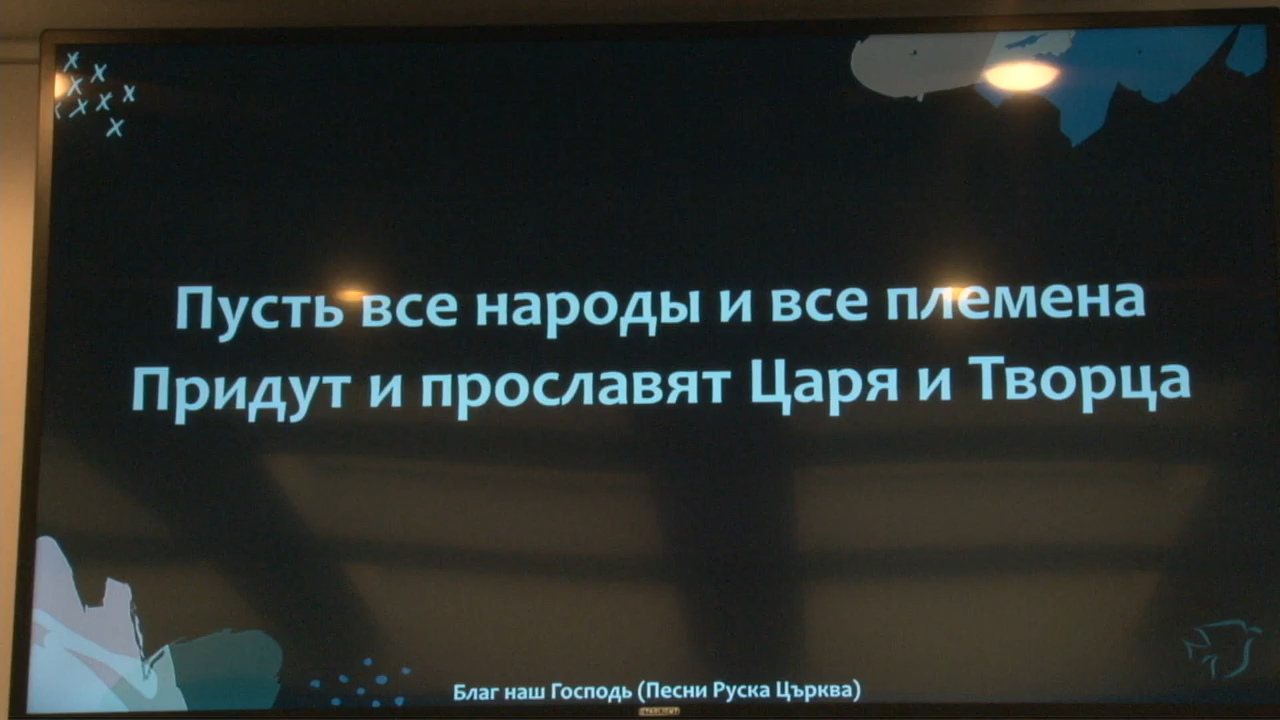 Пусть все народы и все племена
Придут и прославят Царя и Творца
Благ наш Господь (Песни Руска Църква)